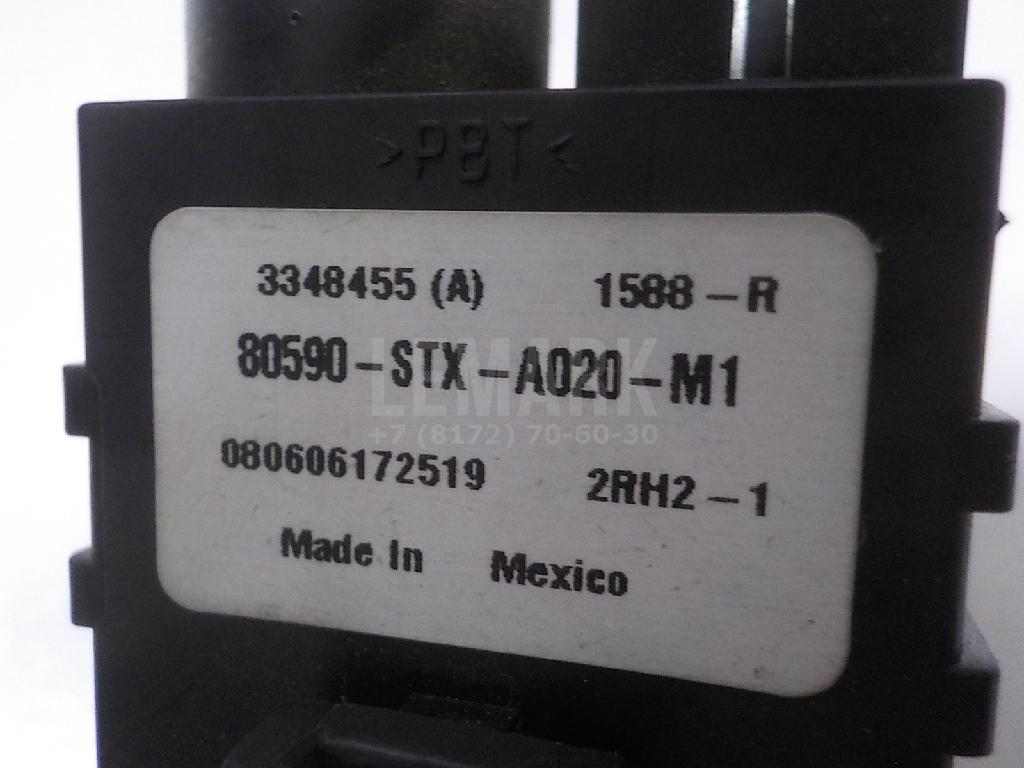 >PBT<
3348455 (A) 1588-R
80590-STX-A020-M1
LEMARK
+7 (8172) 70-60-30
080606172519 2RH2-1
Made In Mexico